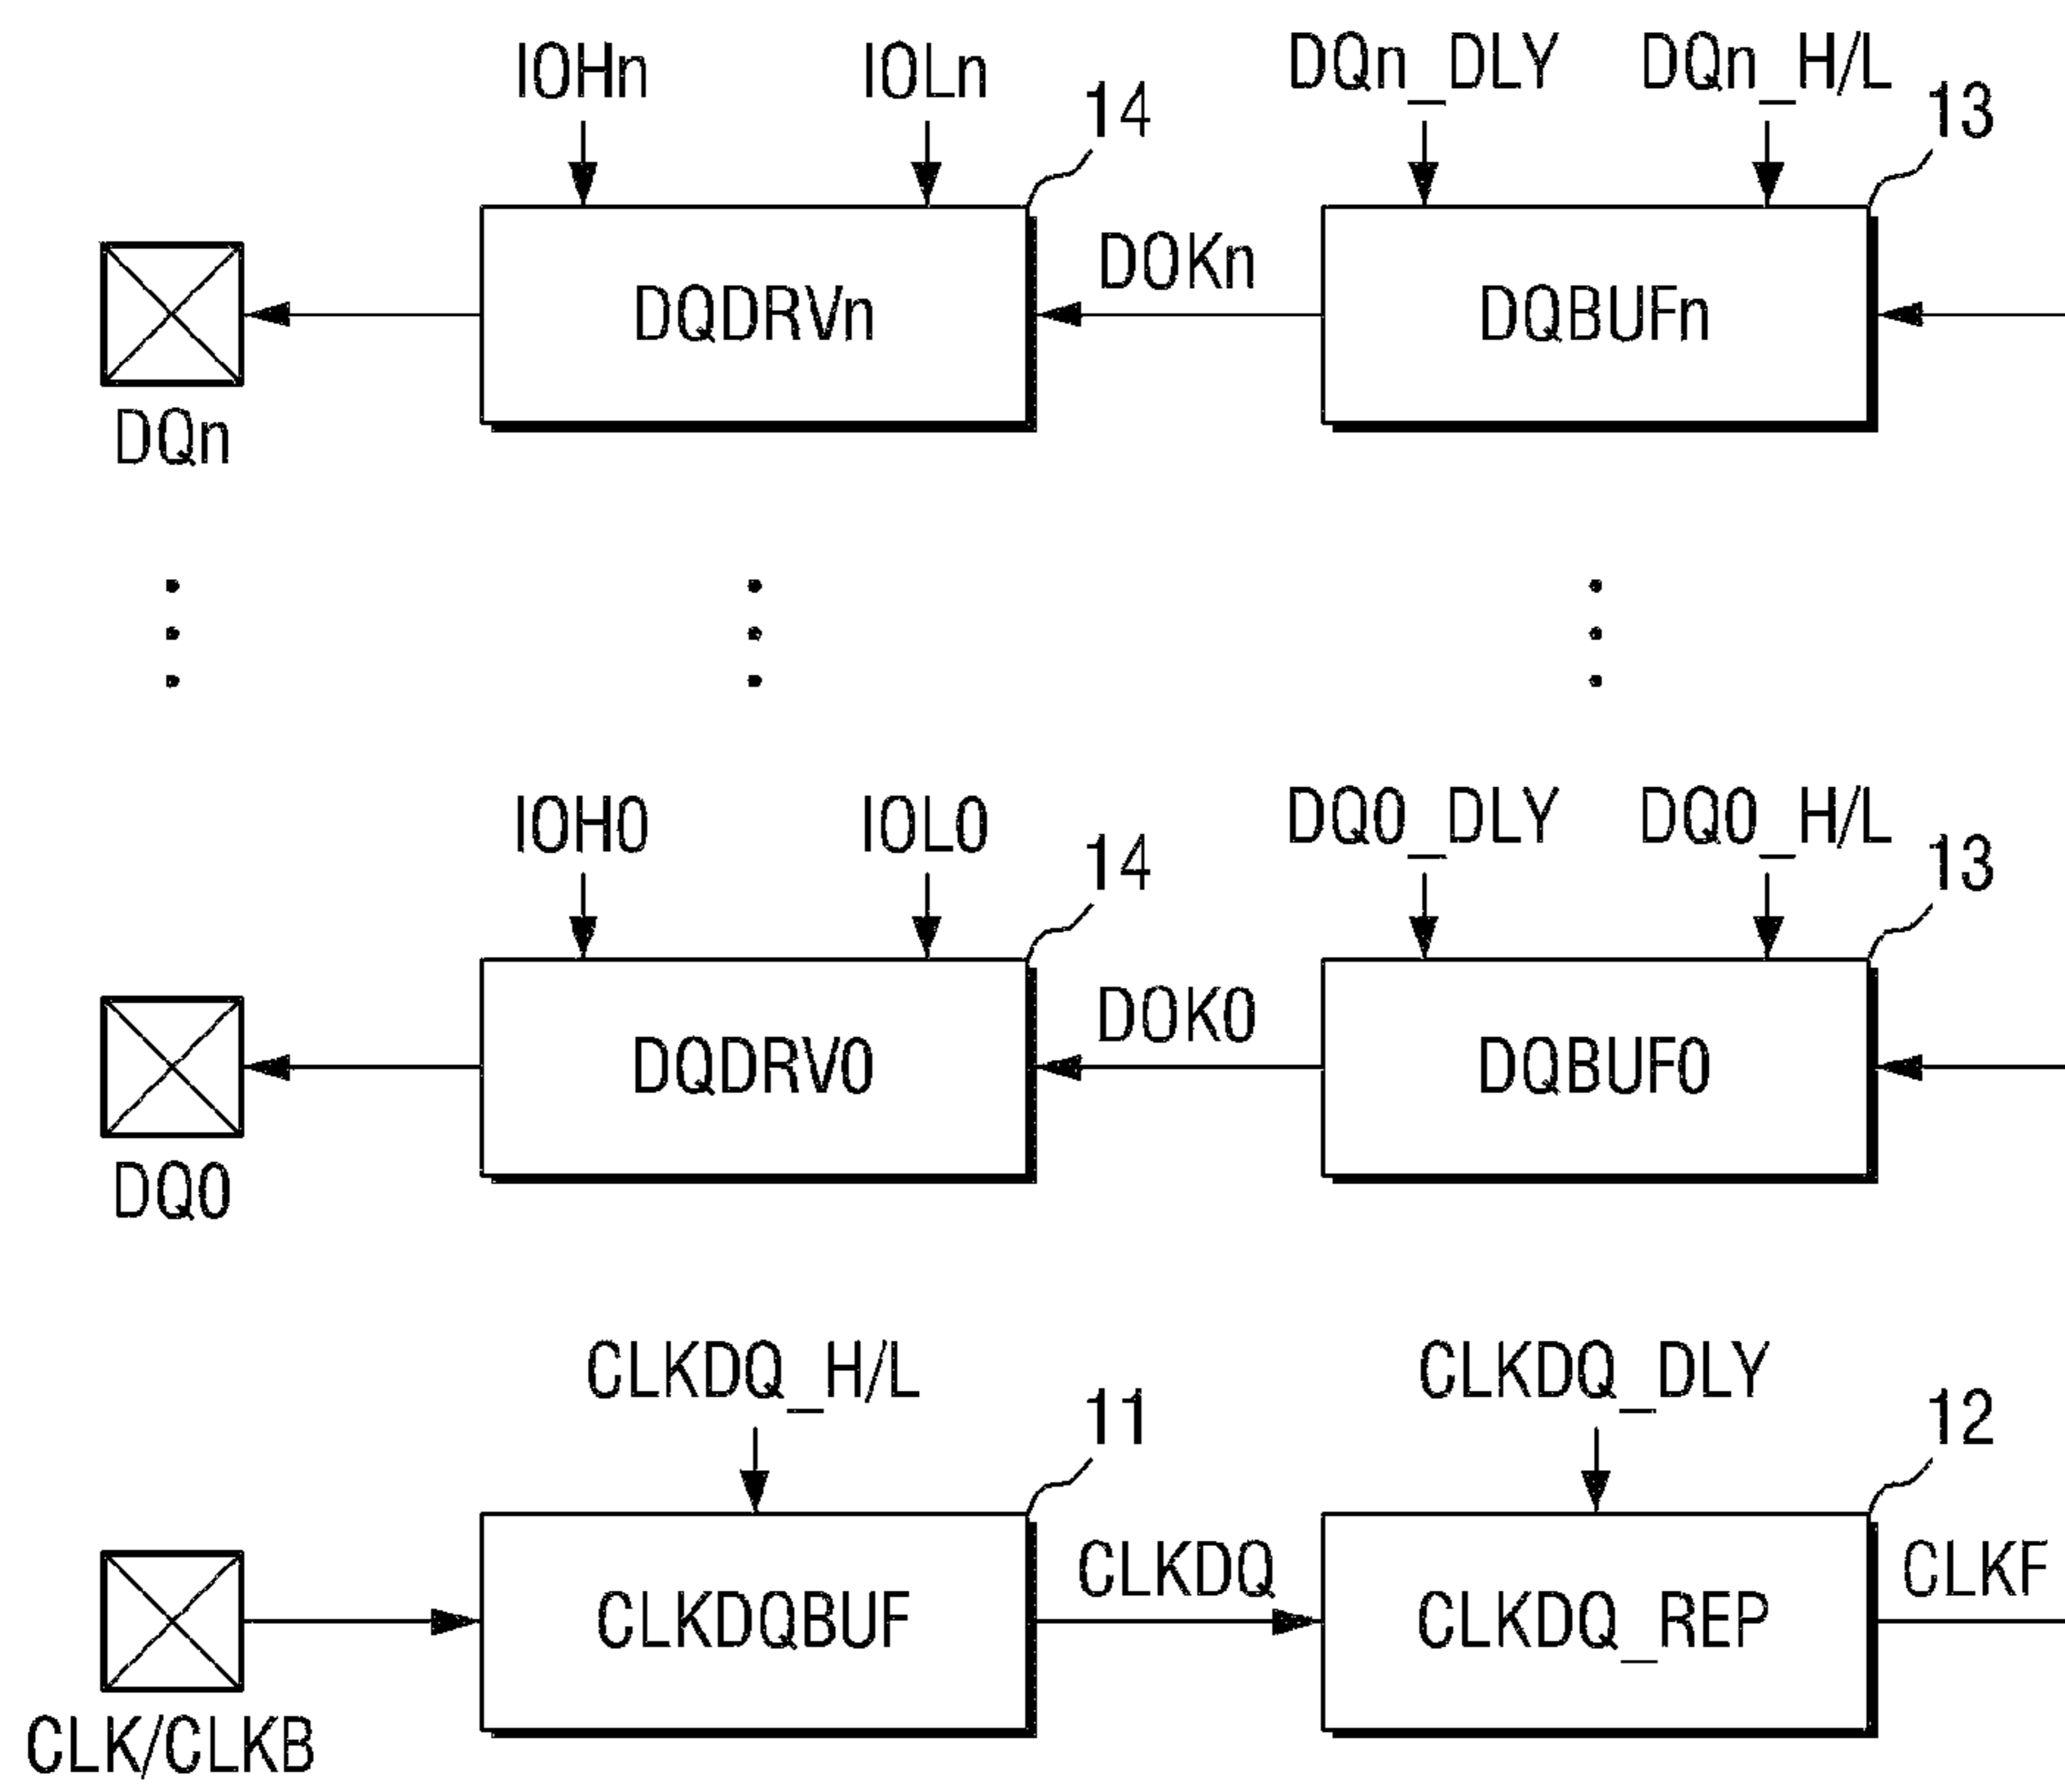 IOHn IOLn DQn_DLY DQn_H/L
14 13
DOKn
DQDRVn DQBUFn
DQn
IOH0 IOL0 DQ0_DLY DQ0_H/L
14 13
DOK0
DQDRV0 DQBUF0
DQ0
CLKDQ_H/L CLKDQ_DLY
11 12
CLKDQ CLKF
CLKDQBUF CLKDQ_REP
CLK/CLKB